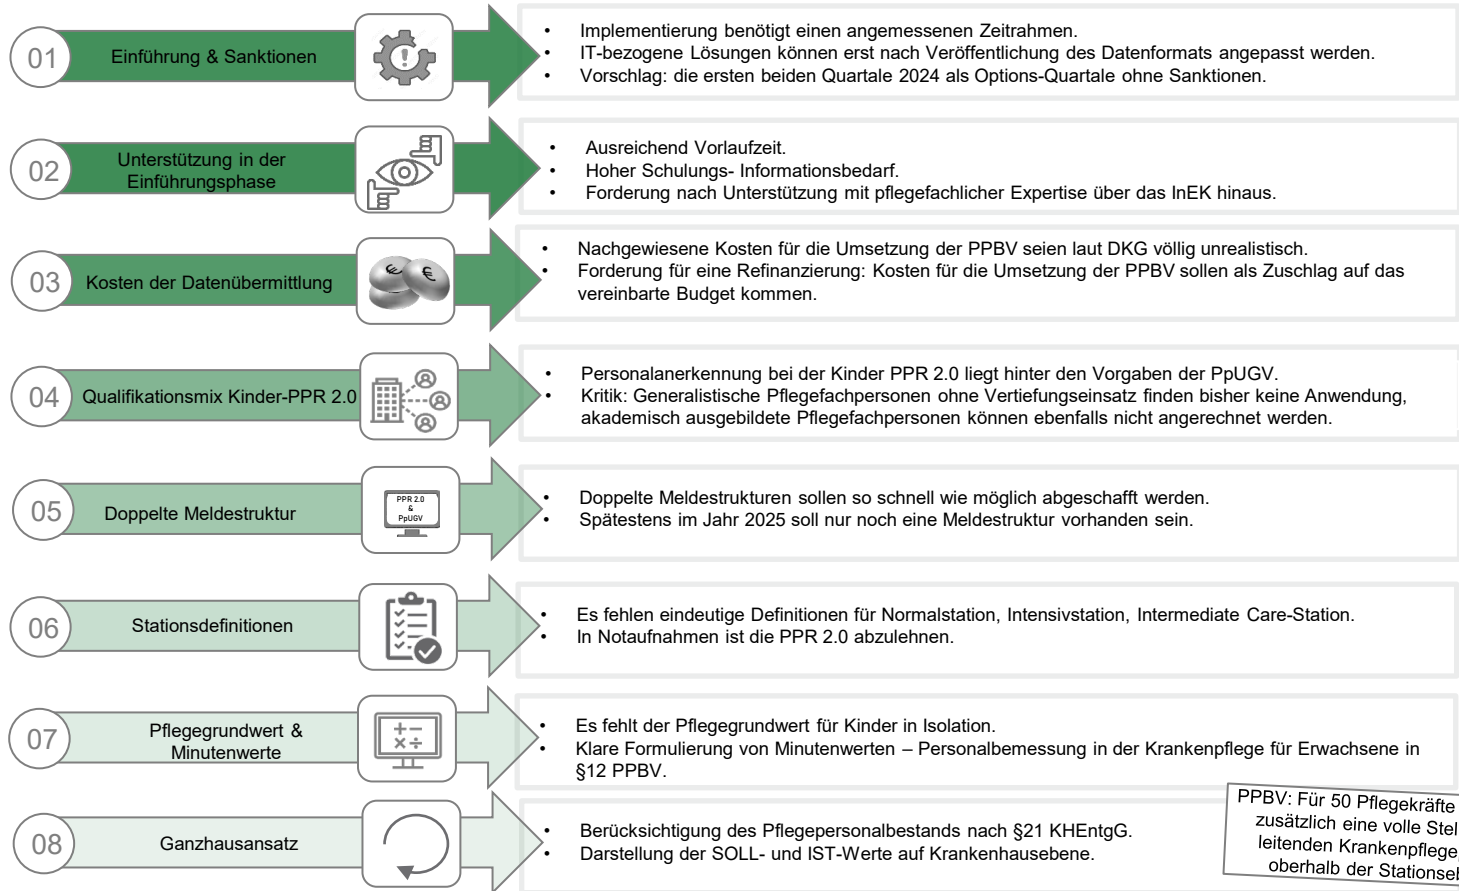 01
Einführung & Sanktionen
• Implementierung benötigt einen angemessenen Zeitrahmen.
• IT-bezogene Lösungen können erst nach Veröffentlichung des Datenformats angepasst werden.
• Vorschlag: die ersten beiden Quartale 2024 als Options-Quartale ohne Sanktionen.
02
Unterstützung in der
Einführungsphase
• Ausreichend Vorlaufzeit.
• Hoher Schulungs- Informationsbedarf.
• Forderung nach Unterstützung mit pflegefachlicher Expertise über das InEK hinaus.
03
Kosten der Datenübermittlung
€ €
• Nachgewiesene Kosten für die Umsetzung der PPBV seien laut DKG völlig unrealistisch.
• Forderung für eine Refinanzierung: Kosten für die Umsetzung der PPBV sollen als Zuschlag auf das
vereinbarte Budget kommen.
04
Qualifikationsmix Kinder-PPR 2.0
• Personalanerkennung bei der Kinder PPR 2.0 liegt hinter den Vorgaben der PpUGV.
• Kritik: Generalistische Pflegefachpersonen ohne Vertiefungseinsatz finden bisher keine Anwendung,
akademisch ausgebildete Pflegefachpersonen können ebenfalls nicht angerechnet werden.
05
Doppelte Meldestruktur
PPR 2.0
&
PpUGV
• Doppelte Meldestrukturen sollen so schnell wie möglich abgeschafft werden.
• Spätestens im Jahr 2025 soll nur noch eine Meldestruktur vorhanden sein.
06
Stationsdefinitionen
• Es fehlen eindeutige Definitionen für Normalstation, Intensivstation, Intermediate Care-Station.
• In Notaufnahmen ist die PPR 2.0 abzulehnen.
07
Pflegegrundwert &
Minutenwerte
• Es fehlt der Pflegegrundwert für Kinder in Isolation.
• Klare Formulierung von Minutenwerten – Personalbemessung in der Krankenpflege für Erwachsene in
§12 PPBV.
08
Ganzhausansatz
• Berücksichtigung des Pflegepersonalbestands nach §21 KHEntgG.
• Darstellung der SOLL- und IST-Werte auf Krankenhausebene.
PPBV: Für 50 Pflegekräfte
zusätzlich eine volle
leitenden
oberhalb der